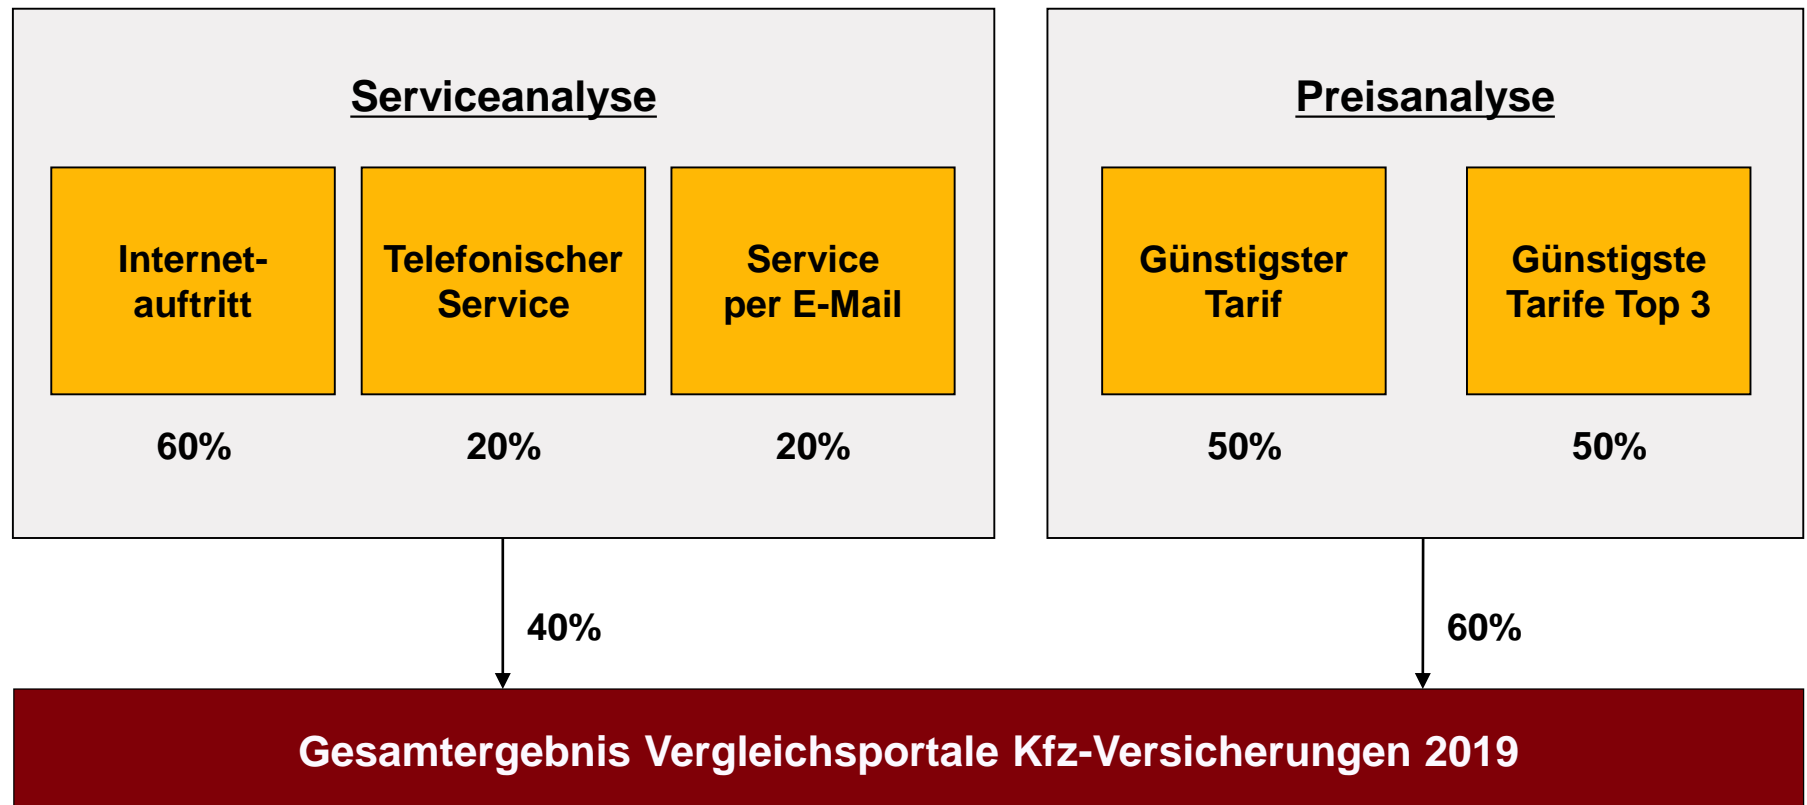 Serviceanalyse
Internet-
auftritt
Telefonischer
Service
Service
per E-Mail
60%
20%
20%
Preisanalyse
Günstigster
Tarif
Günstigste
Tarife Top 3
50%
50%
40%
60%
Gesamtergebnis Vergleichsportale Kfz-Versicherungen 2019